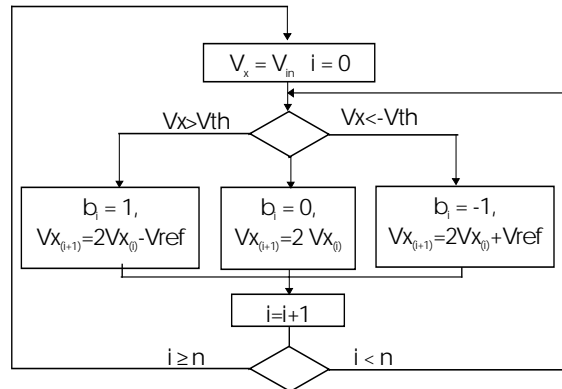 Vₓ = Vᵢₙ i = 0
Vx>Vth
Vx<-Vth
bᵢ = 1,
Vx₍ᵢ₊₁₎=2Vx₍ᵢ₎-Vref
bᵢ = 0,
Vx₍ᵢ₊₁₎=2 Vx₍ᵢ₎
bᵢ = -1,
Vx₍ᵢ₊₁₎=2Vx₍ᵢ₎+Vref
i=i+1
i ≥ n
i < n